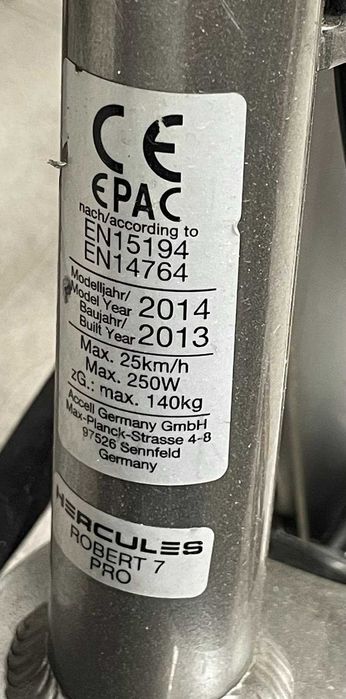 CE
EPAC
nach/according to
EN15194
EN14764
Modelljahr/
Model Year 2014
Baujahr/
Built Year 2013
Max. 25km/h
Max. 250W
zG.: max. 140kg
Accell Germany GmbH
Max-Planck-Strasse 4-8
97526 Sennfeld
Germany
HERCULES
ROBERT 7
PRO